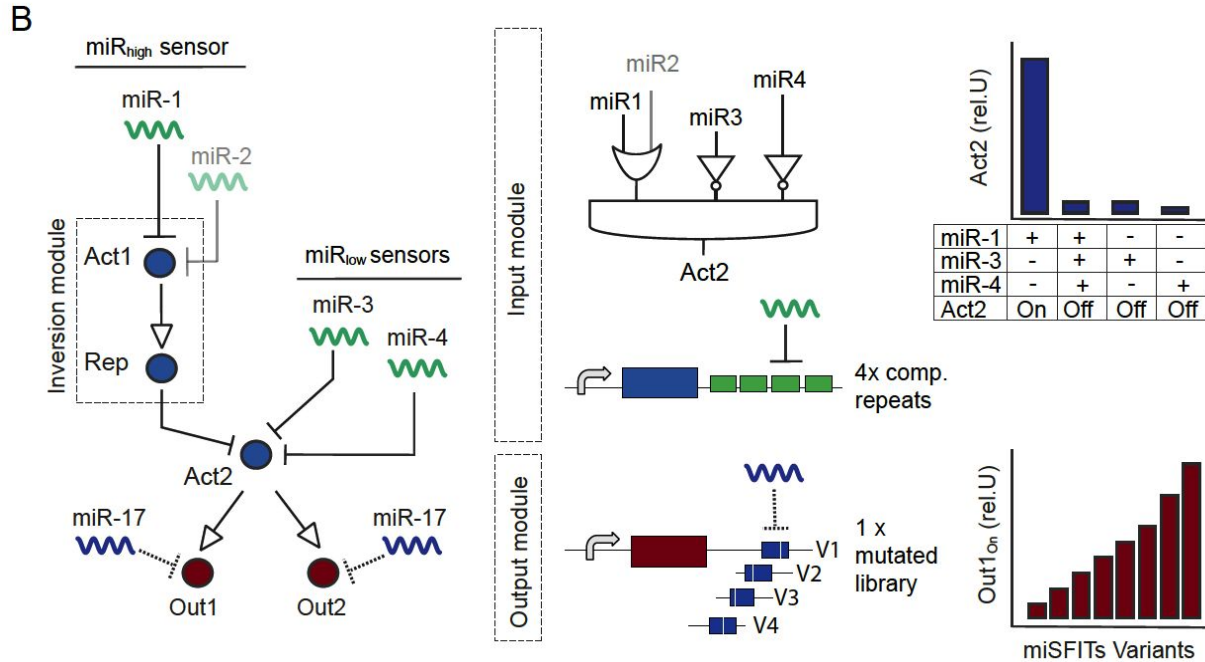 B
miRhigh sensor
miR-1
miR-2
Inversion module
Act1
Rep
miRlow sensors
miR-3
miR-4
Act2
miR-17
miR-17
Out1
Out2
Input module
miR2
miR1
miR4
miR3
Act2
4x comp.
repeats
Output module
V1
V2
V3
V4
1 x
mutated
library
Act2 (rel.U)
miR-1 + + - -
miR-3 - + + -
miR-4 - + - +
Act2 On Off Off Off
Out1On (rel.U)
miSFITs Variants